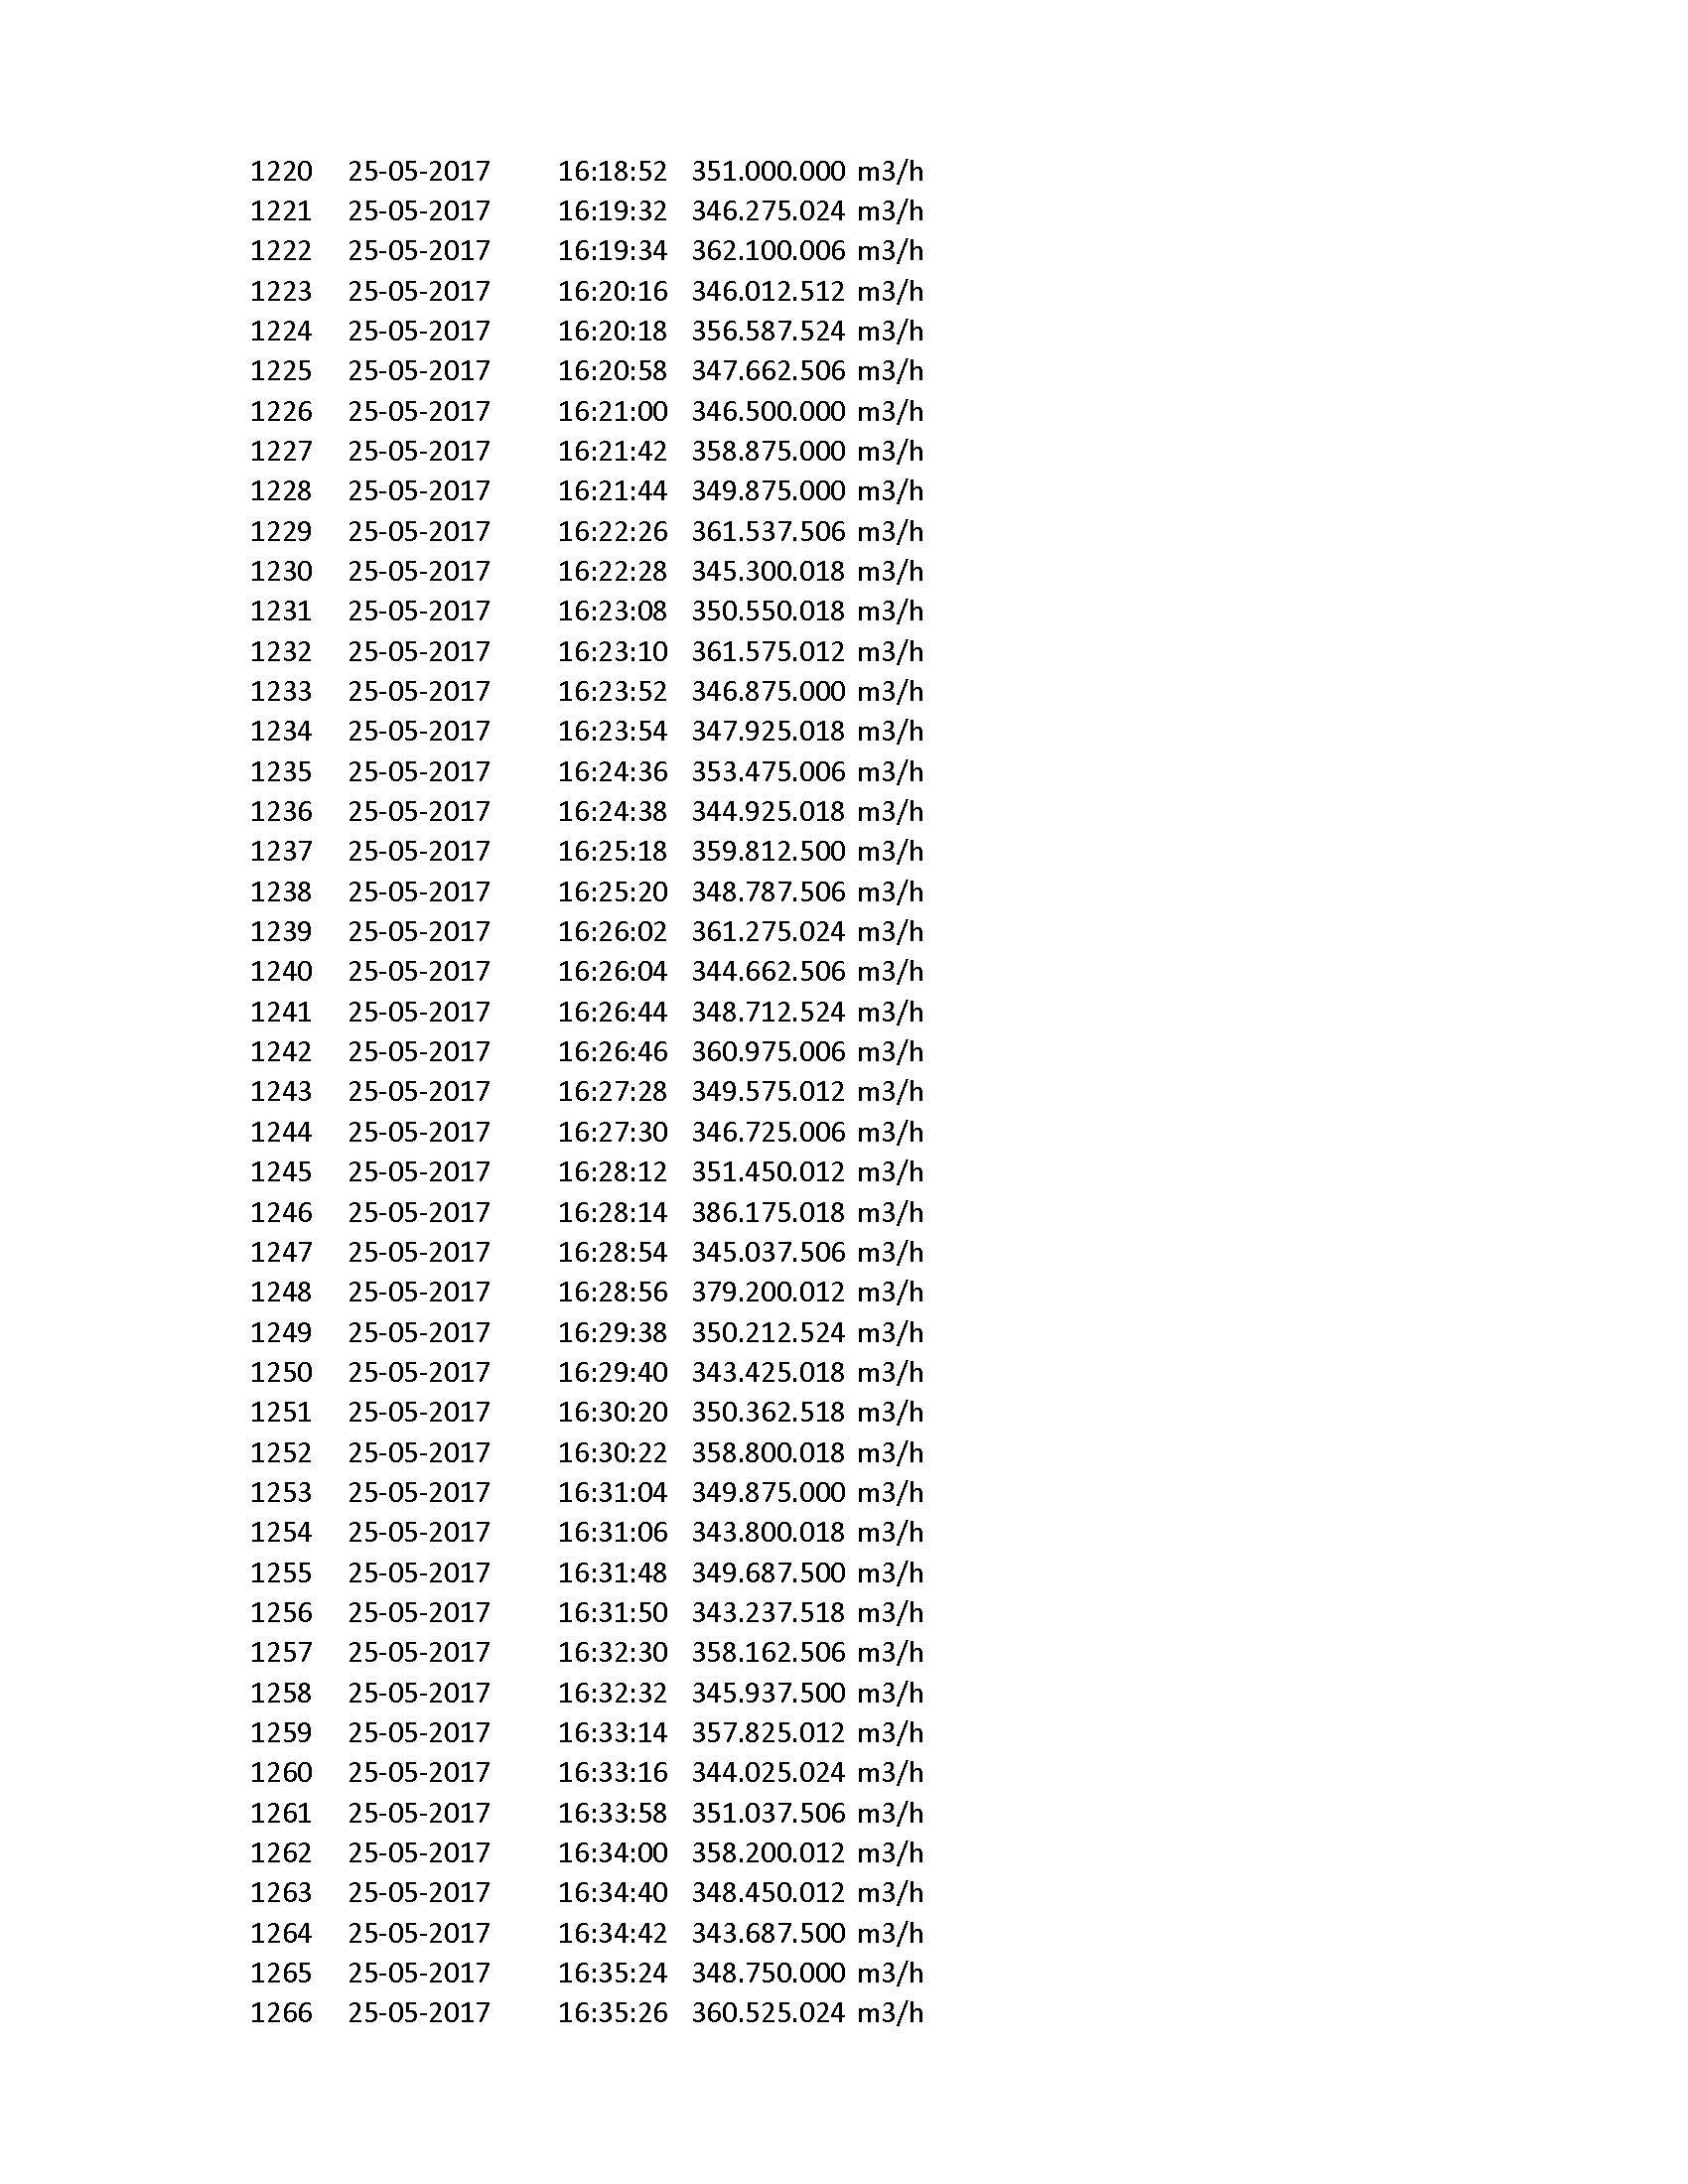 1220 25-05-2017 16:18:52 351.000.000 m3/h
1221 25-05-2017 16:19:32 346.275.024 m3/h
1222 25-05-2017 16:19:34 362.100.006 m3/h
1223 25-05-2017 16:20:16 346.012.512 m3/h
1224 25-05-2017 16:20:18 356.587.524 m3/h
1225 25-05-2017 16:20:58 347.662.506 m3/h
1226 25-05-2017 16:21:00 346.500.000 m3/h
1227 25-05-2017 16:21:42 358.875.000 m3/h
1228 25-05-2017 16:21:44 349.875.000 m3/h
1229 25-05-2017 16:22:26 361.537.506 m3/h
1230 25-05-2017 16:22:28 345.300.018 m3/h
1231 25-05-2017 16:23:08 350.550.018 m3/h
1232 25-05-2017 16:23:10 361.575.012 m3/h
1233 25-05-2017 16:23:52 346.875.000 m3/h
1234 25-05-2017 16:23:54 347.925.018 m3/h
1235 25-05-2017 16:24:36 353.475.006 m3/h
1236 25-05-2017 16:24:38 344.925.018 m3/h
1237 25-05-2017 16:25:18 359.812.500 m3/h
1238 25-05-2017 16:25:20 348.787.506 m3/h
1239 25-05-2017 16:26:02 361.275.024 m3/h
1240 25-05-2017 16:26:04 344.662.506 m3/h
1241 25-05-2017 16:26:44 348.712.524 m3/h
1242 25-05-2017 16:26:46 360.975.006 m3/h
1243 25-05-2017 16:27:28 349.575.012 m3/h
1244 25-05-2017 16:27:30 346.725.006 m3/h
1245 25-05-2017 16:28:12 351.450.012 m3/h
1246 25-05-2017 16:28:14 386.175.018 m3/h
1247 25-05-2017 16:28:54 345.037.506 m3/h
1248 25-05-2017 16:28:56 379.200.012 m3/h
1249 25-05-2017 16:29:38 350.212.524 m3/h
1250 25-05-2017 16:29:40 343.425.018 m3/h
1251 25-05-2017 16:30:20 350.362.518 m3/h
1252 25-05-2017 16:30:22 358.800.018 m3/h
1253 25-05-2017 16:31:04 349.875.000 m3/h
1254 25-05-2017 16:31:06 343.800.018 m3/h
1255 25-05-2017 16:31:48 349.687.500 m3/h
1256 25-05-2017 16:31:50 343.237.518 m3/h
1257 25-05-2017 16:32:30 358.162.506 m3/h
1258 25-05-2017 16:32:32 345.937.500 m3/h
1259 25-05-2017 16:33:14 357.825.012 m3/h
1260 25-05-2017 16:33:16 344.025.024 m3/h
1261 25-05-2017 16:33:58 351.037.506 m3/h
1262 25-05-2017 16:34:00 358.200.012 m3/h
1263 25-05-2017 16:34:40 348.450.012 m3/h
1264 25-05-2017 16:34:42 343.687.500 m3/h
1265 25-05-2017 16:35:24 348.750.000 m3/h
1266 25-05-2017 16:35:26 360.525.024 m3/h